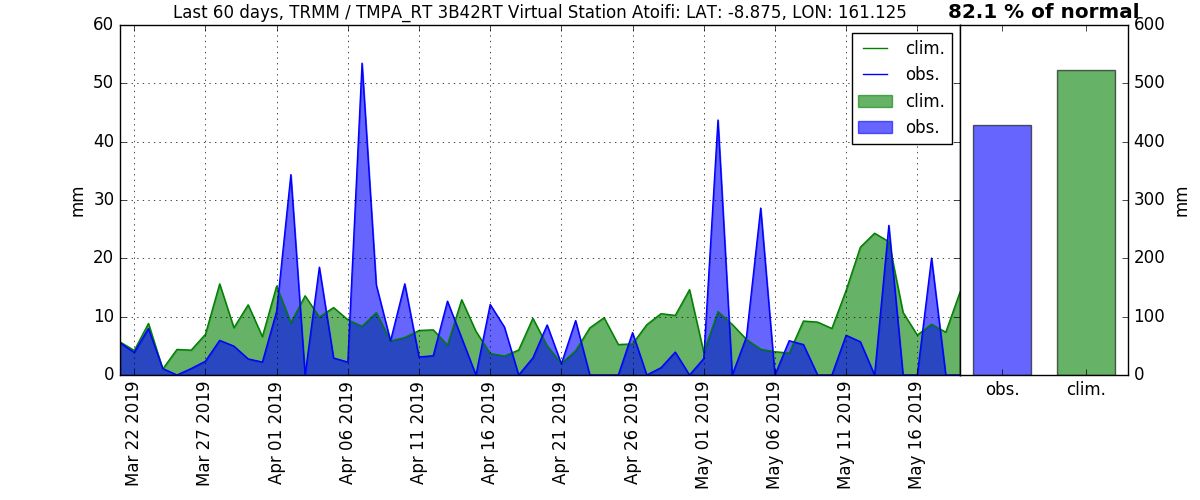 Last 60 days, TRMM / TMPA_RT 3B42RT Virtual Station Atoifi: LAT: -8.875, LON: 161.125
82.1 % of normal
60
50
40
30
20
10
0
mm
clim.
obs.
clim.
obs.
600
500
400
300
200
100
0
mm
Mar 22 2019
Mar 27 2019
Apr 01 2019
Apr 06 2019
Apr 11 2019
Apr 16 2019
Apr 21 2019
Apr 26 2019
May 01 2019
May 06 2019
May 11 2019
May 16 2019
obs.
clim.